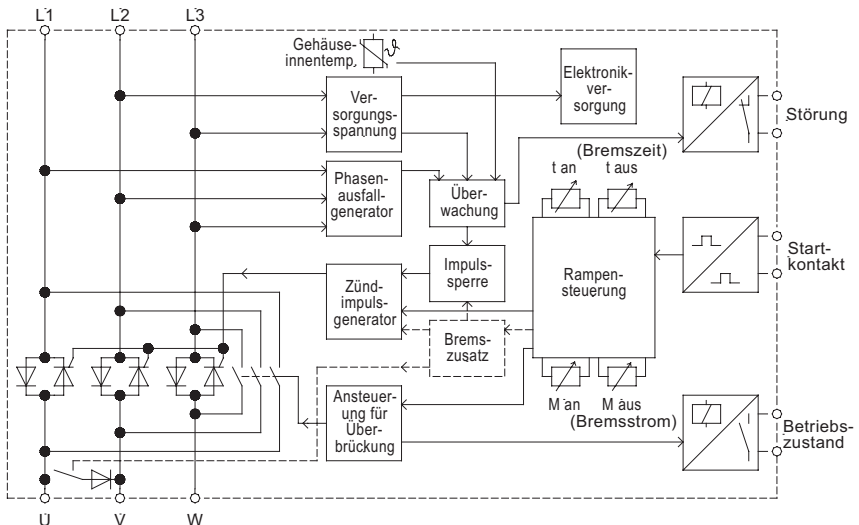 L1
L2
L3
Gehäuse-
innentemp.
ϑ
Ver-
sorgungs-
spannung
Elektronik-
ver-
sorgung
Störung
Phasen-
ausfall-
generator
Über-
wachung
(Bremszeit)
t an
t aus
Start-
kontakt
Zünd-
impuls-
generator
Impuls-
sperre
Rampen-
steuerung
Brems-
zusatz
Ansteue-
rung für
Über-
brückung
M an
M aus
(Bremsstrom)
Betriebs-
zustand
U
V
W